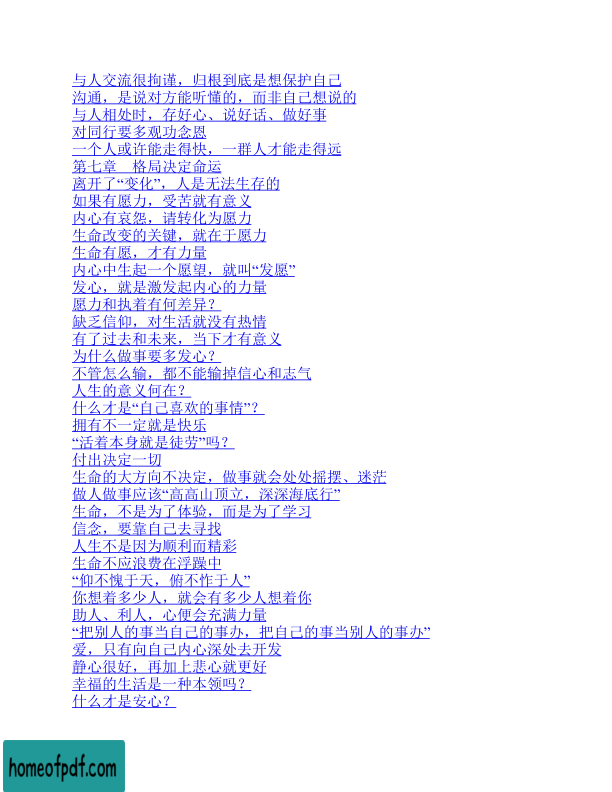 与人交流很拘谨，归根到底是想保护自己
沟通，是说对方能听懂的，而非自己想说的
与人相处时，存好心、说好话、做好事
对同行要多观功念恩
一个人或许能走得快，一群人才能走得远
第七章　格局决定命运
离开了“变化”，人是无法生存的
如果有愿力，受苦就有意义
内心有哀怨，请转化为愿力
生命改变的关键，就在于愿力
生命有愿，才有力量
内心中生起一个愿望，就叫“发愿”
发心，就是激发起内心的力量
愿力和执着有何差异？
缺乏信仰，对生活就没有热情
有了过去和未来，当下才有意义
为什么做事要多发心？
不管怎么输，都不能输掉信心和志气
人生的意义何在？
什么才是“自己喜欢的事情”？
拥有不一定就是快乐
“活着本身就是徒劳”吗？
付出决定一切
生命的大方向不决定，做事就会处处摇摆、迷茫
做人做事应该“高高山顶立，深深海底行”
生命，不是为了体验，而是为了学习
信念，要靠自己去寻找
人生不是因为顺利而精彩
生命不应浪费在浮躁中
“仰不愧于天，俯不怍于人”
你想着多少人，就会有多少人想着你
助人、利人，心便会充满力量
“把别人的事当自己的事办，把自己的事当别人的事办”
爱，只有向自己内心深处去开发
静心很好，再加上悲心就更好
幸福的生活是一种本领吗？
什么才是安心？
homeofpdf.com